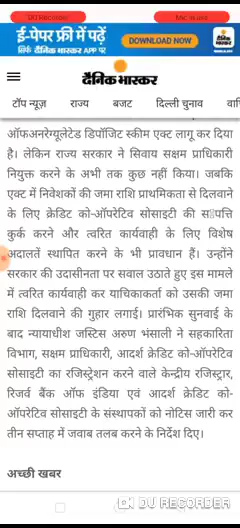 DU Recorder
Mic in use
ई-पेपर फ्री में पढ़ें
सिर्फ दैनिक भास्कर APP पर
DOWNLOAD NOW
दैनिक भास्कर
टॉप न्यूज़ राज्य बजट दिल्ली चुनाव
ऑफअनरेग्यूलेटेड डिपॉजिट स्कीम एक्ट लागू कर दिया
है। लेकिन राज्य सरकार ने सिवाय सक्षम प्राधिकारी
नियुक्त करने के अभी तक कुछ नहीं किया। जबकि
एक्ट में निवेशकों की जमा राशि प्राथमिकता से दिलवाने
के लिए क्रेडिट को-ऑपरेटिव सोसाइटी की
कुर्क करने और त्वरित कार्यवाही के लिए विशेष
अदालतें स्थापित करने के भी प्रावधान हैं। उन्होंने
सरकार की उदासीनता पर सवाल उठाते हुए इस मामले
में त्वरित कार्यवाही कर याचिकाकर्ता को उसकी जमा
राशि दिलवाने की गुहार लगाई। प्रारंभिक सुनवाई के
बाद न्यायाधीश जस्टिस अरुण भंसाली ने सहकारिता
विभाग, सक्षम प्राधिकारी, आदर्श क्रेडिट को-ऑपरेटिव
सोसाइटी का रजिस्ट्रेशन करने वाले केन्द्रीय रजिस्ट्रार,
रिजर्व बैंक ऑफ इंडिया एवं आदर्श क्रेडिट को-
ऑपरेटिव सोसाइटी के संस्थापकों को नोटिस जारी कर
तीन सप्ताह में जवाब तलब करने के निर्देश दिए।
अच्छी खबर
DU RECORDER